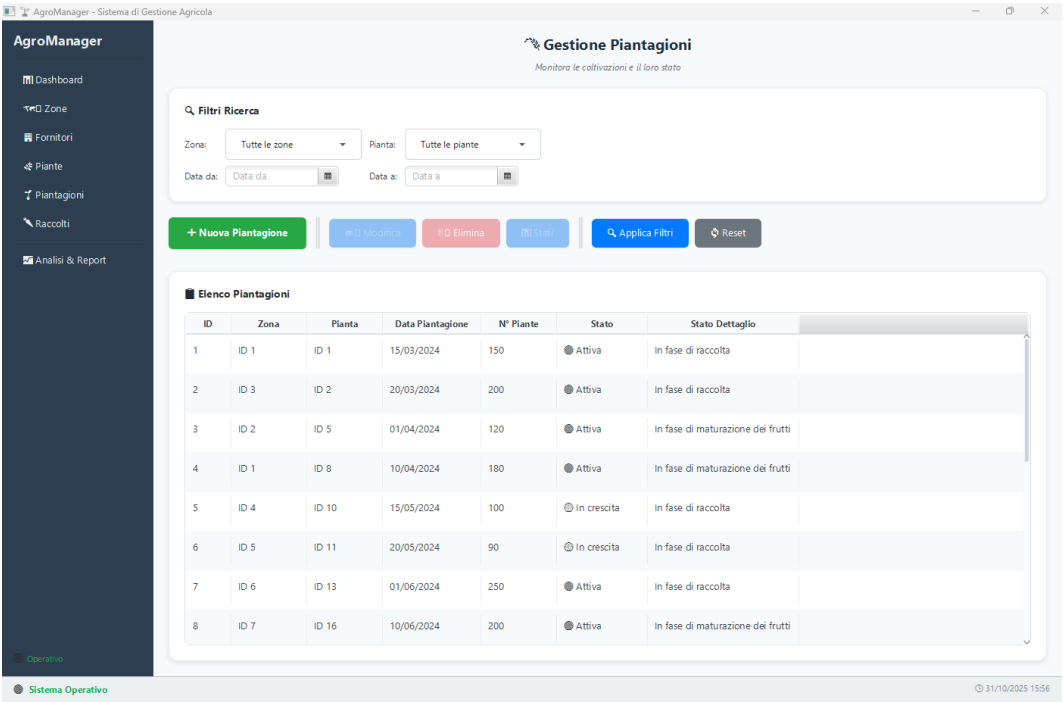 AgroManager - Sistema di Gestione Agricola
AgroManager
Dashboard
Zone
Fornitori
Piante
Piantagioni
Raccolti
Analisi & Report
Operativo
Gestione Piantagioni
Monitora le coltivazioni e il loro stato
Filtri Ricerca
Zona: Tutte le zone Pianta: Tutte le piante
Data da: Data da Data a: Data a
+ Nuova Piantagione Modifica Elimina Stati Applica Filtri Reset
Elenco Piantagioni
ID Zona Pianta Data Piantagione N° Piante Stato Stato Dettaglio
1 ID 1 ID 1 15/03/2024 150 Attiva In fase di raccolta
2 ID 3 ID 2 20/03/2024 200 Attiva In fase di raccolta
3 ID 2 ID 5 01/04/2024 120 Attiva In fase di maturazione dei frutti
4 ID 1 ID 8 10/04/2024 180 Attiva In fase di maturazione dei frutti
5 ID 4 ID 10 15/05/2024 100 In crescita In fase di raccolta
6 ID 5 ID 11 20/05/2024 90 In crescita In fase di raccolta
7 ID 6 ID 13 01/06/2024 250 Attiva In fase di raccolta
8 ID 7 ID 16 10/06/2024 200 Attiva In fase di maturazione dei frutti
Sistema Operativo 31/10/2025 15:56